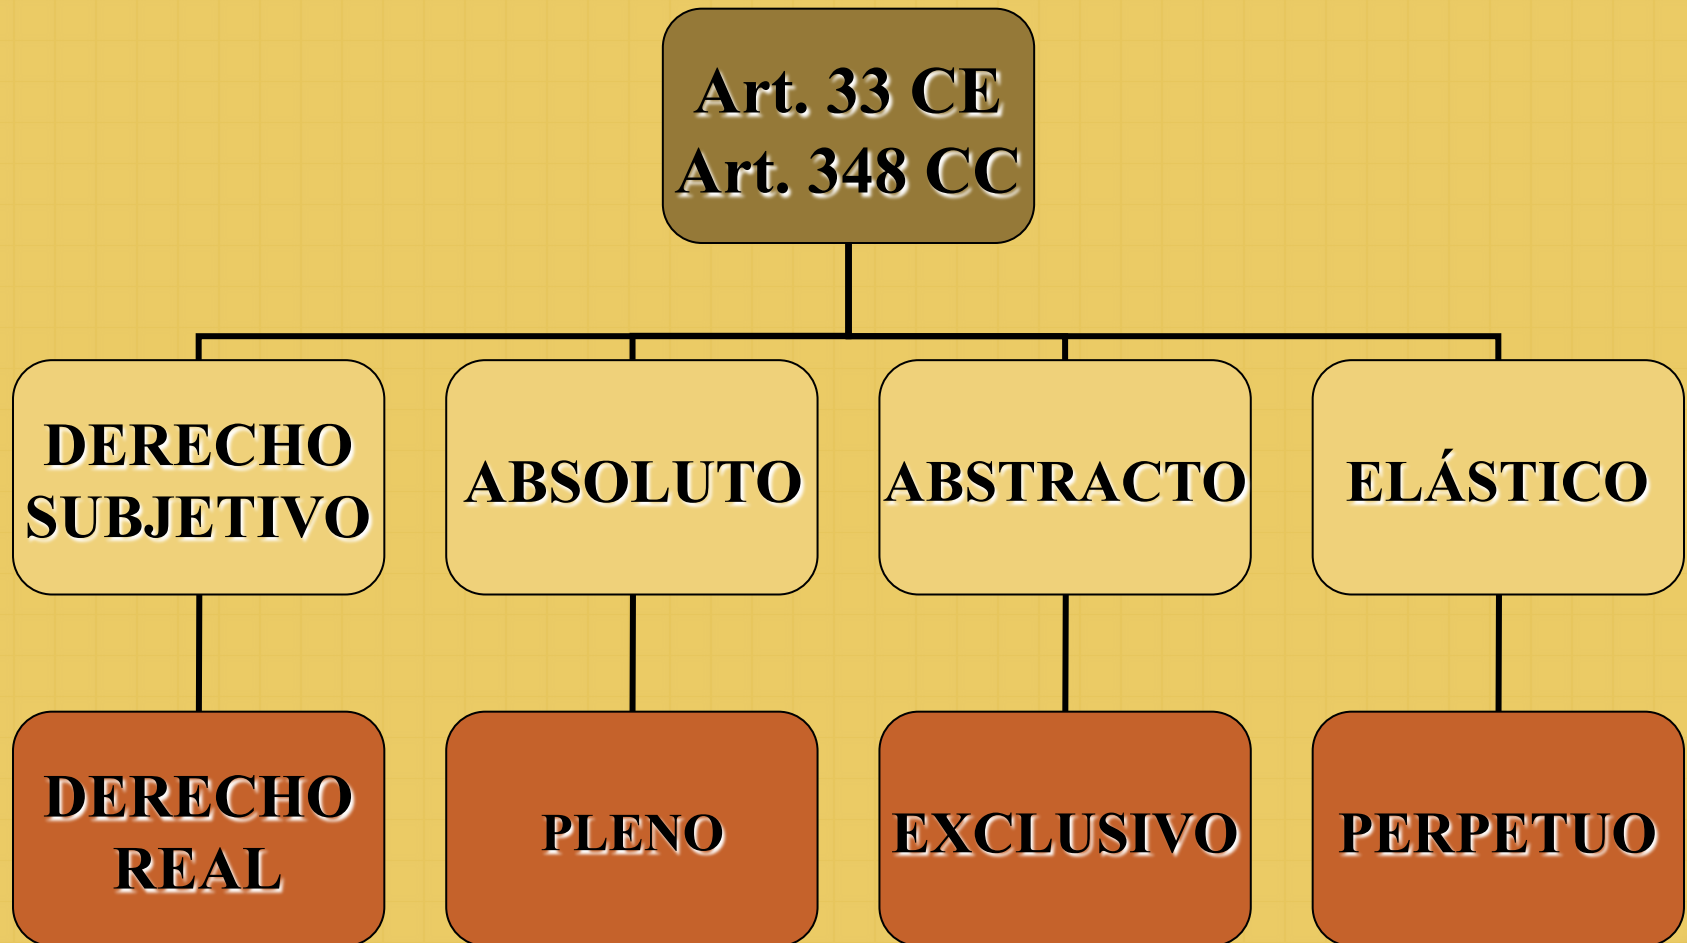 Art. 33 CE
Art. 348 CC
DERECHO
SUBJETIVO
ABSOLUTO
ABSTRACTO
ELÁSTICO
DERECHO
REAL
PLENO
EXCLUSIVO
PERPETUO